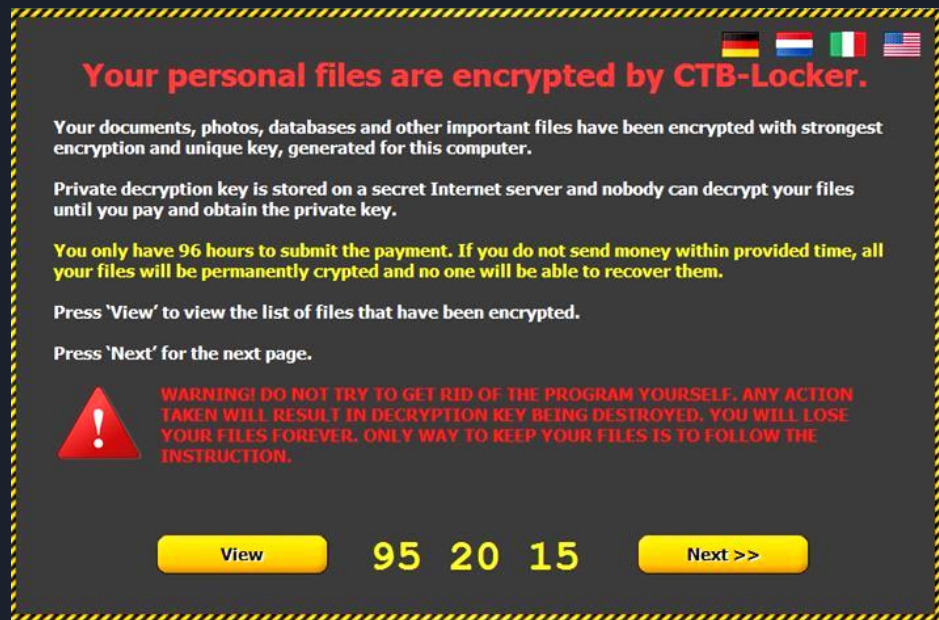 Your personal files are encrypted by CTB-Locker.
Your documents, photos, databases and other important files have been encrypted with strongest
encryption and unique key, generated for this computer.
Private decryption key is stored on a secret Internet server and nobody can decrypt your files
until you pay and obtain the private key.
You only have 96 hours to submit the payment. If you do not send money within provided time, all
your files will be permanently crypted and no one will be able to recover them.
Press ‘View’ to view the list of files that have been encrypted.
Press ‘Next’ for the next page.
WARNING! DO NOT TRY TO GET RID OF THE PROGRAM YOURSELF. ANY ACTION
TAKEN WILL RESULT IN DECRYPTION KEY BEING DESTROYED. YOU WILL LOSE
YOUR FILES FOREVER. ONLY WAY TO KEEP YOUR FILES IS TO FOLLOW THE
INSTRUCTION.
View 95 20 15 Next >>